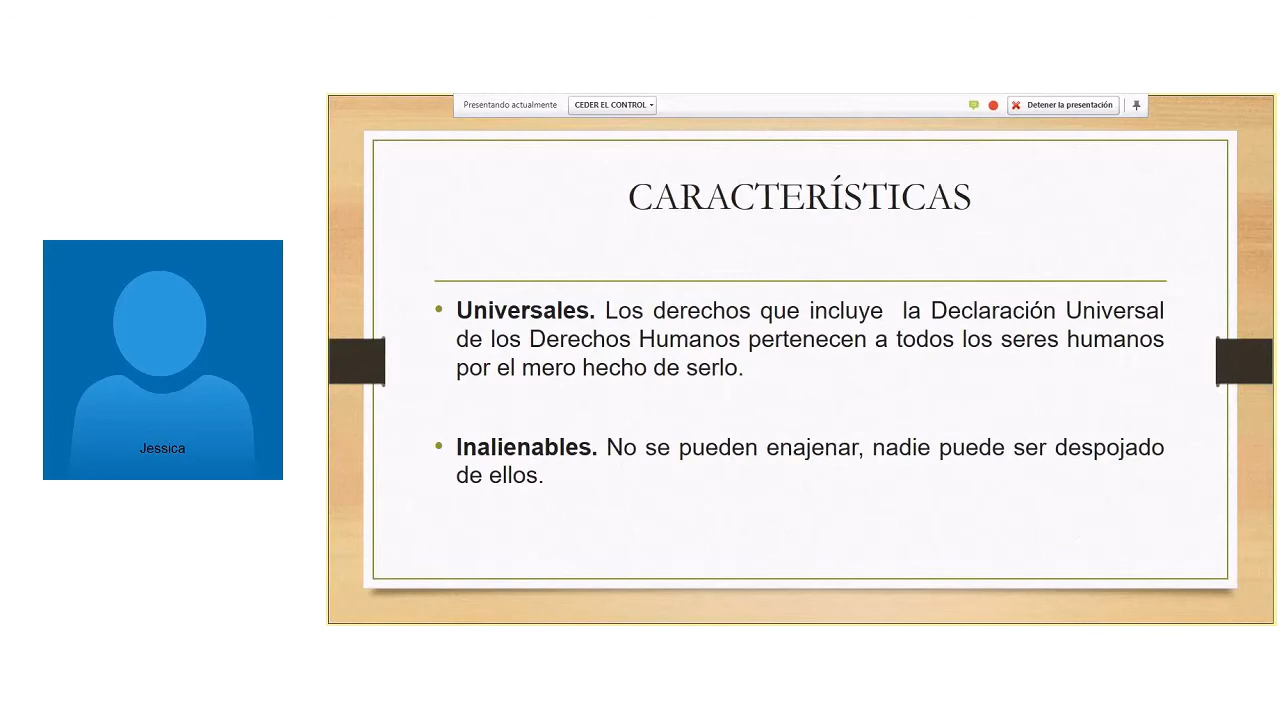 Presentando actualmente CEDER EL CONTROL Detener la presentación
CARACTERÍSTICAS
• Universales. Los derechos que incluye la Declaración Universal
de los Derechos Humanos pertenecen a todos los seres humanos
por el mero hecho de serlo.
• Inalienables. No se pueden enajenar, nadie puede ser despojado
de ellos.
Jessica